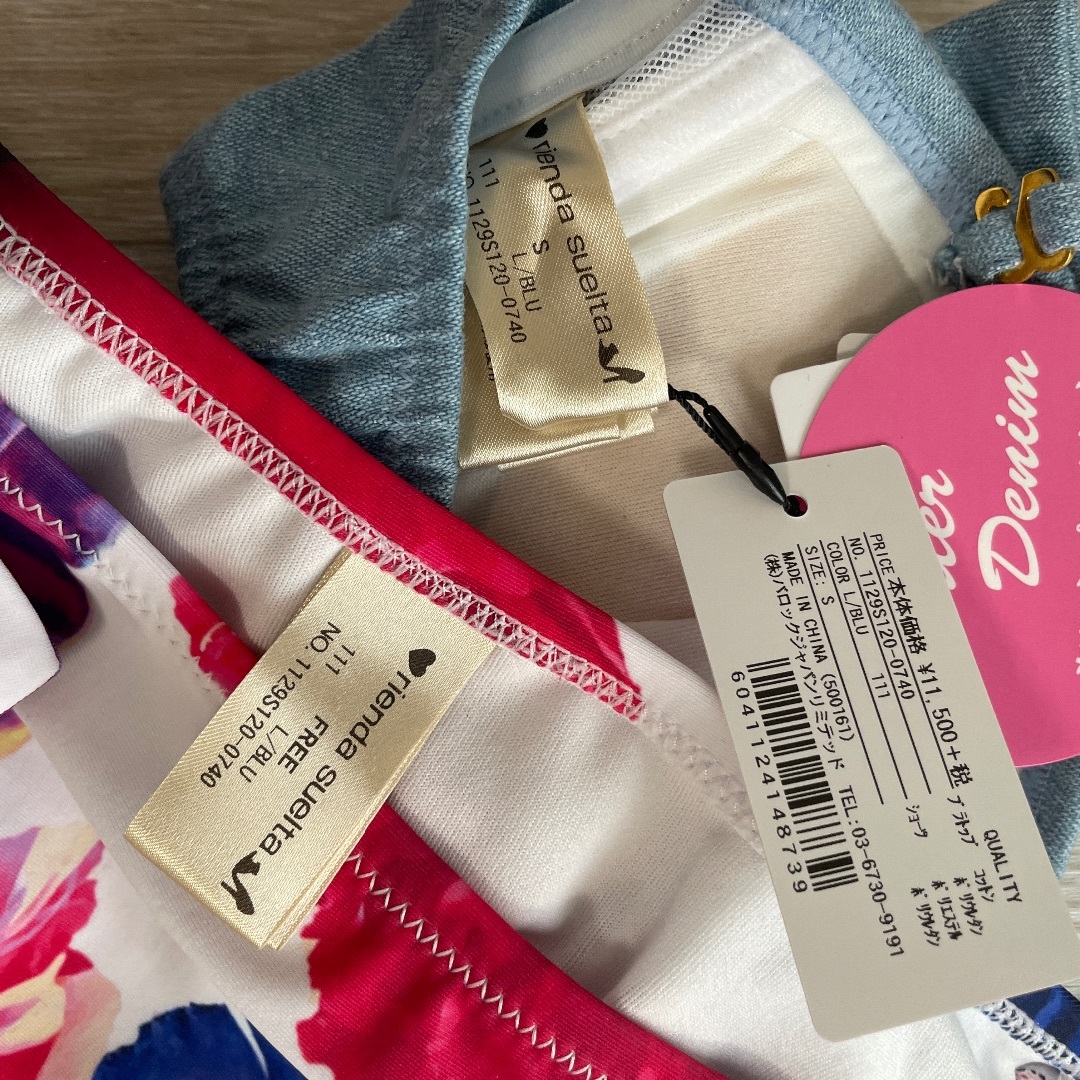 rienda suelta
S
L/BLU
111
1129S120-0740
rienda suelta
FREE
L/BLU
111
NO. 1129S120-0740
Denim
QUALITY
ブラトップ
コットン
ポリウレタン
ショーツ
ポリエステル
ポリウレタン
PRICE 本体価格 ¥11,500+税
NO. 1129S120-0740
COLOR L/BLU 111
SIZE: S
MADE IN CHINA (500161)
(株)バロックジャパンリミテッド TEL:03-6730-9191
6041124148739